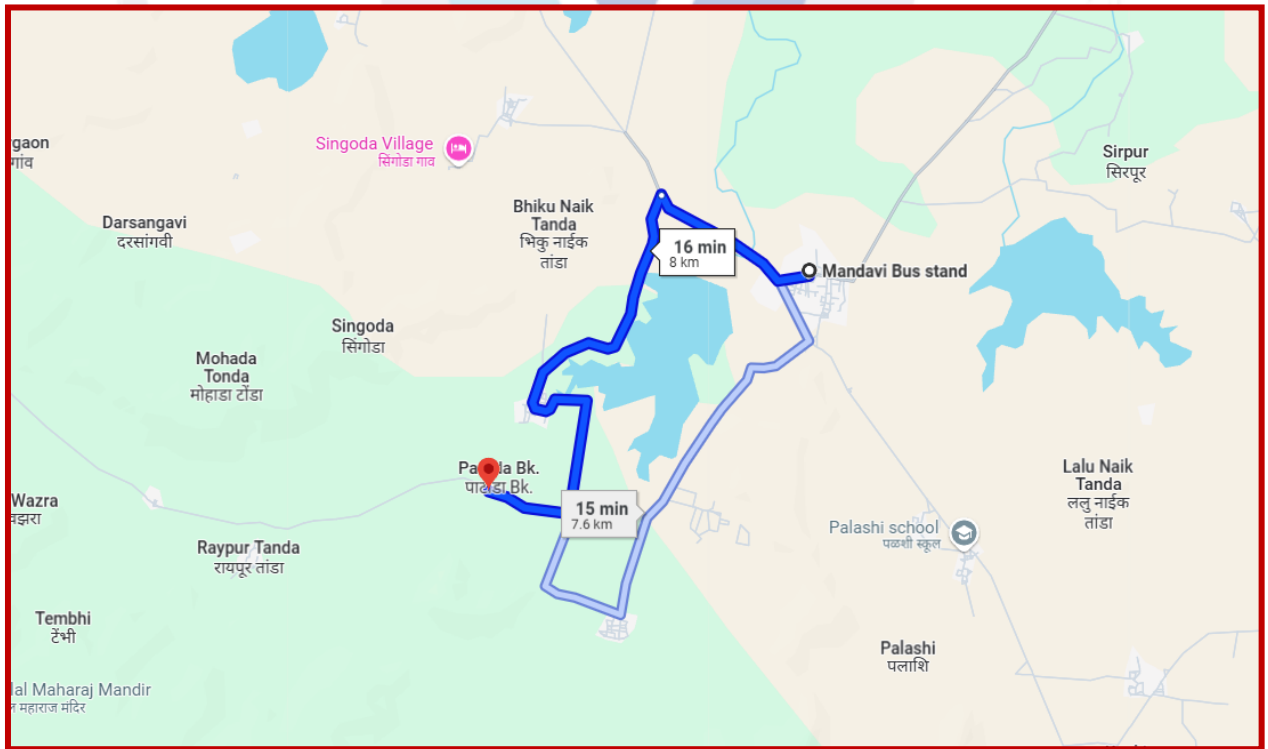 gaon
गांव
Singoda Village
सिंगोडा गाव
Sirpur
सिरपूर
Darsangavi
दरसांगवी
Bhiku Naik
Tanda
भिकु नाईक
तांडा
16 min
8 km
Mandavi Bus stand
Singoda
सिंगोडा
Mohada
Tonda
मोहाडा टोंडा
Bk.
Bk.
Wazra
वझरा
15 min
7.6 km
Lalu Naik
Tanda
ललु नाईक
तांडा
Palashi school
पळशी स्कूल
Raypur Tanda
रायपूर तांडा
Tembhi
टेंभी
Palashi
पलाशि
lal Maharaj Mandir
महाराज मंदिर